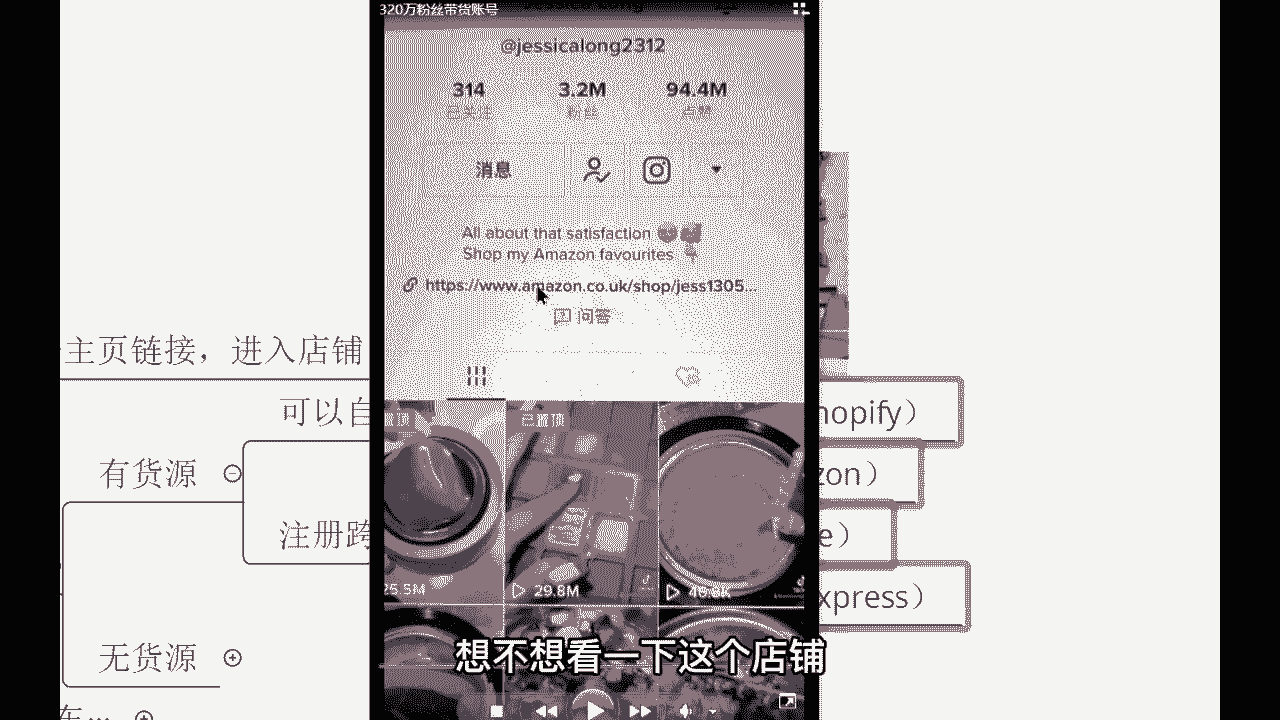 320万粉丝带货账号
@jessicalong2312
314 3.2M 94.4M
已关注 粉丝 点赞
消息
All about that satisfaction
Shop my Amazon favourites
https://www.amazon.co.uk/shop/jess1305...
问答
主页链接，进入店铺
可以自
有货源
注册跨
无货源
hopify）
zon）
e）
xpress）
置顶 已置顶
25.5M 29.8M
想不想看一下这个店铺